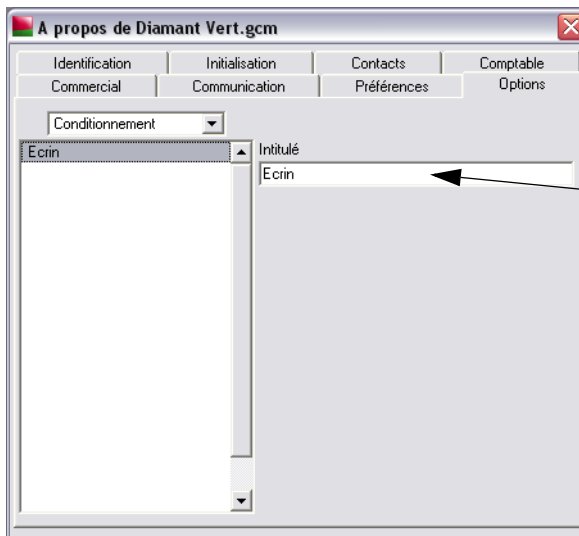 A propos de Diamant Vert.gcm
Identification Initialisation Contacts Comptable
Commercial Communication Préférences Options
Conditionnement
Ecrin
Intitulé
Ecrin